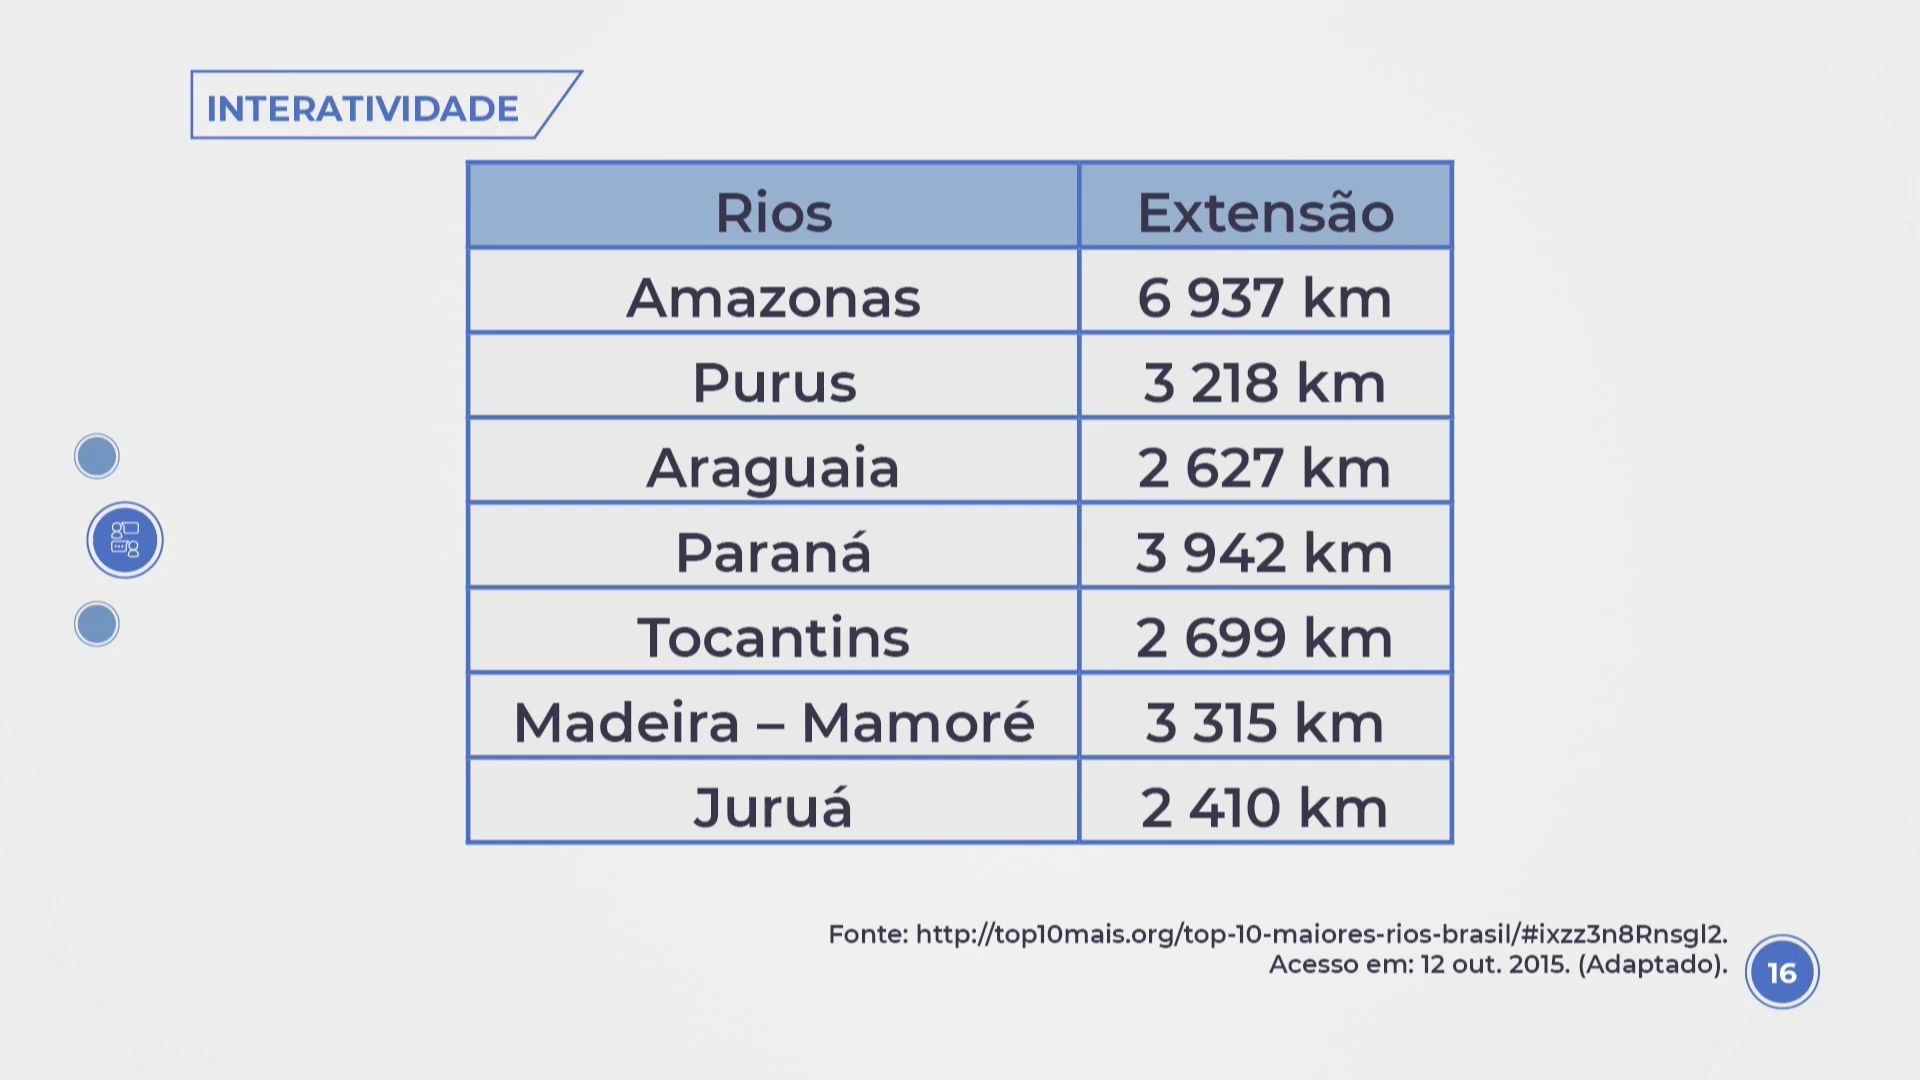 INTERATIVIDADE
Rios Extensão
Amazonas 6 937 km
Purus 3 218 km
Araguaia 2 627 km
Paraná 3 942 km
Tocantins 2 699 km
Madeira – Mamoré 3 315 km
Juruá 2 410 km
Fonte: http://top10mais.org/top-10-maiores-rios-brasil/#ixzz3n8Rnsgl2.
Acesso em: 12 out. 2015. (Adaptado).
16